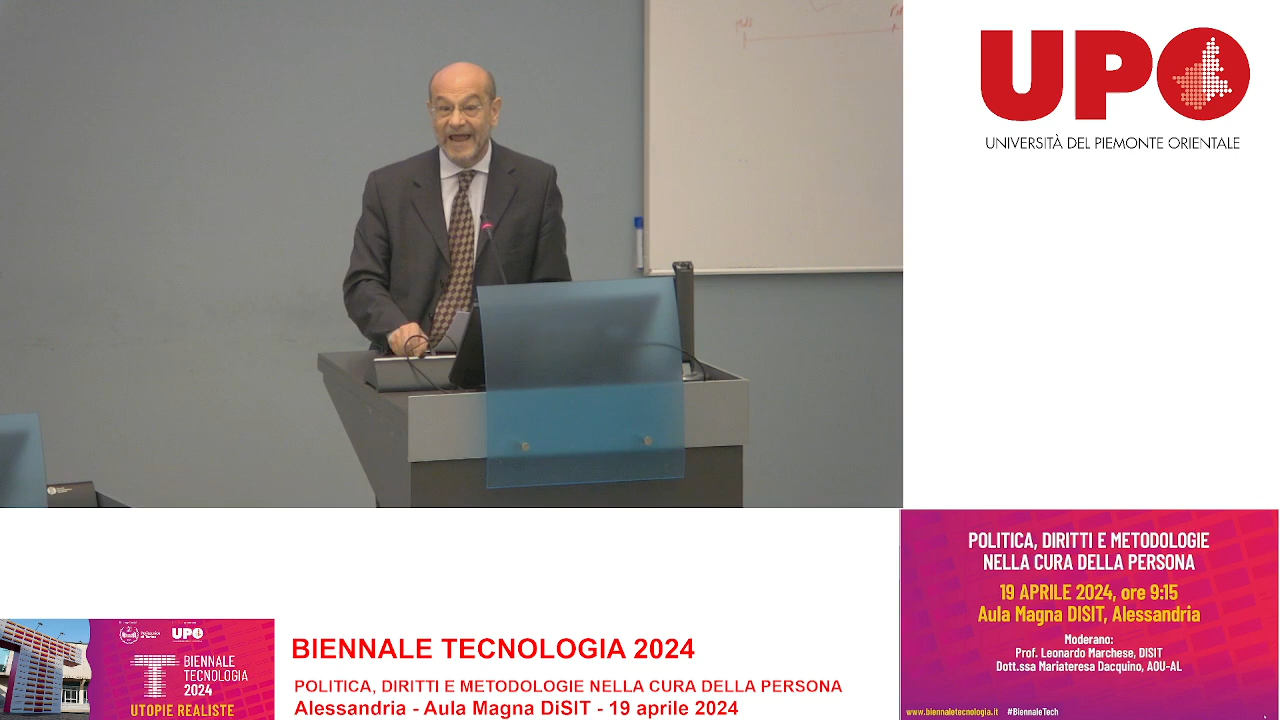 UPO
UNIVERSITÀ DEL PIEMONTE ORIENTALE
POLITICA, DIRITTI E METODOLOGIE
NELLA CURA DELLA PERSONA
19 APRILE 2024, ore 9:15
Aula Magna DISIT, Alessandria
Moderano:
Prof. Leonardo Marchese, DISIT
Dott.ssa Mariateresa Dacquino, AOU-AL
www.biennaletecnologia.it #BiennaleTech
UPO
BIENNALE
TECNOLOGIA
2024
UTOPIE REALISTE
BIENNALE TECNOLOGIA 2024
POLITICA, DIRITTI E METODOLOGIE NELLA CURA DELLA PERSONA
Alessandria - Aula Magna DiSIT - 19 aprile 2024